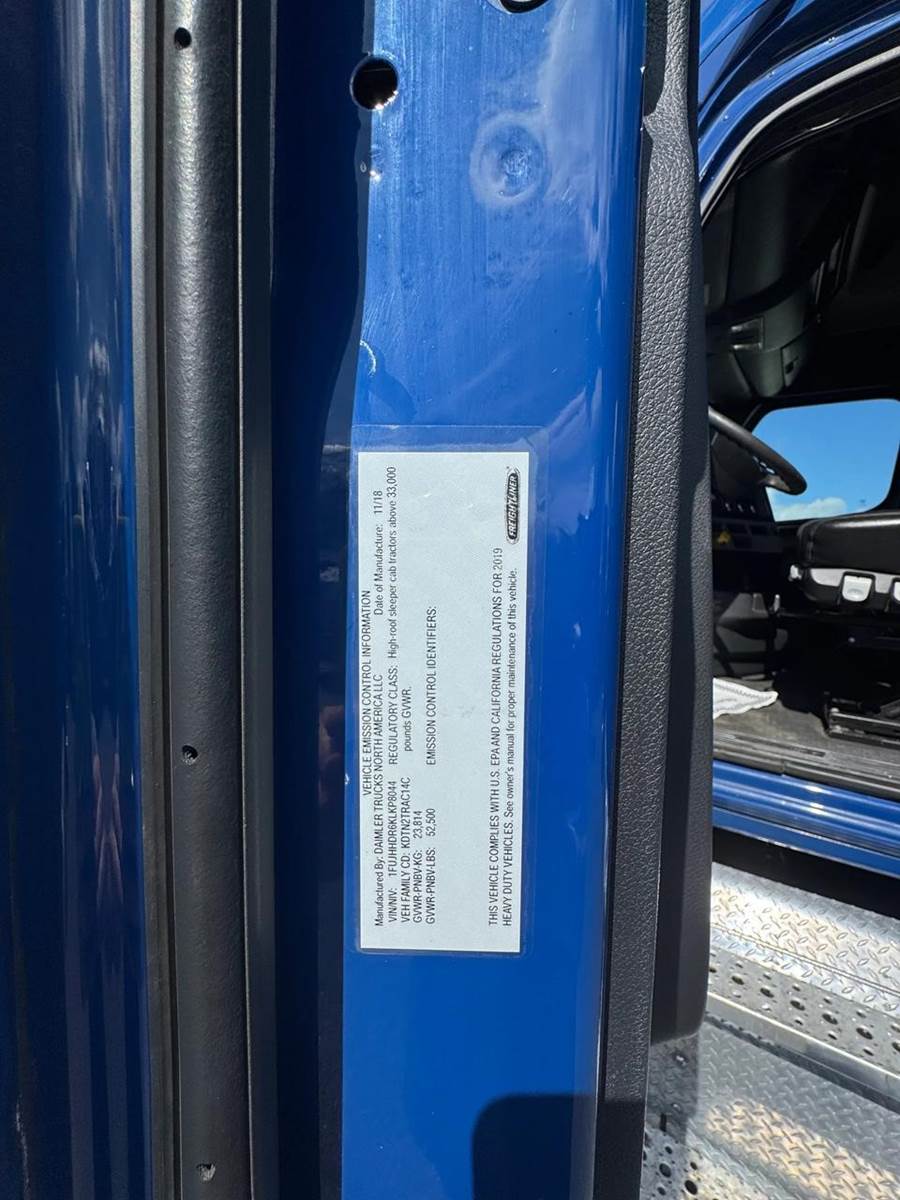 VEHICLE EMISSION CONTROL INFORMATION
Manufactured By: DAIMLER TRUCKS NORTH AMERICA LLC Date of Manufacture: 11/18
VIN/NIV: 1FUJHHDR6KLKP8044 REGULATORY CLASS: High-roof sleeper cab tractors above 33,000
VEH FAMILY CD: KDTN2TRAC14C pounds GVWR.
GVWR-PNBV-KG: 23,814
GVWR-PNBV-LBS: 52,500 EMISSION CONTROL IDENTIFIERS:
THIS VEHICLE COMPLIES WITH U.S. EPA AND CALIFORNIA REGULATIONS FOR 2019
HEAVY DUTY VEHICLES. See owner's manual for proper maintenance of this vehicle.
FREIGHTLINER